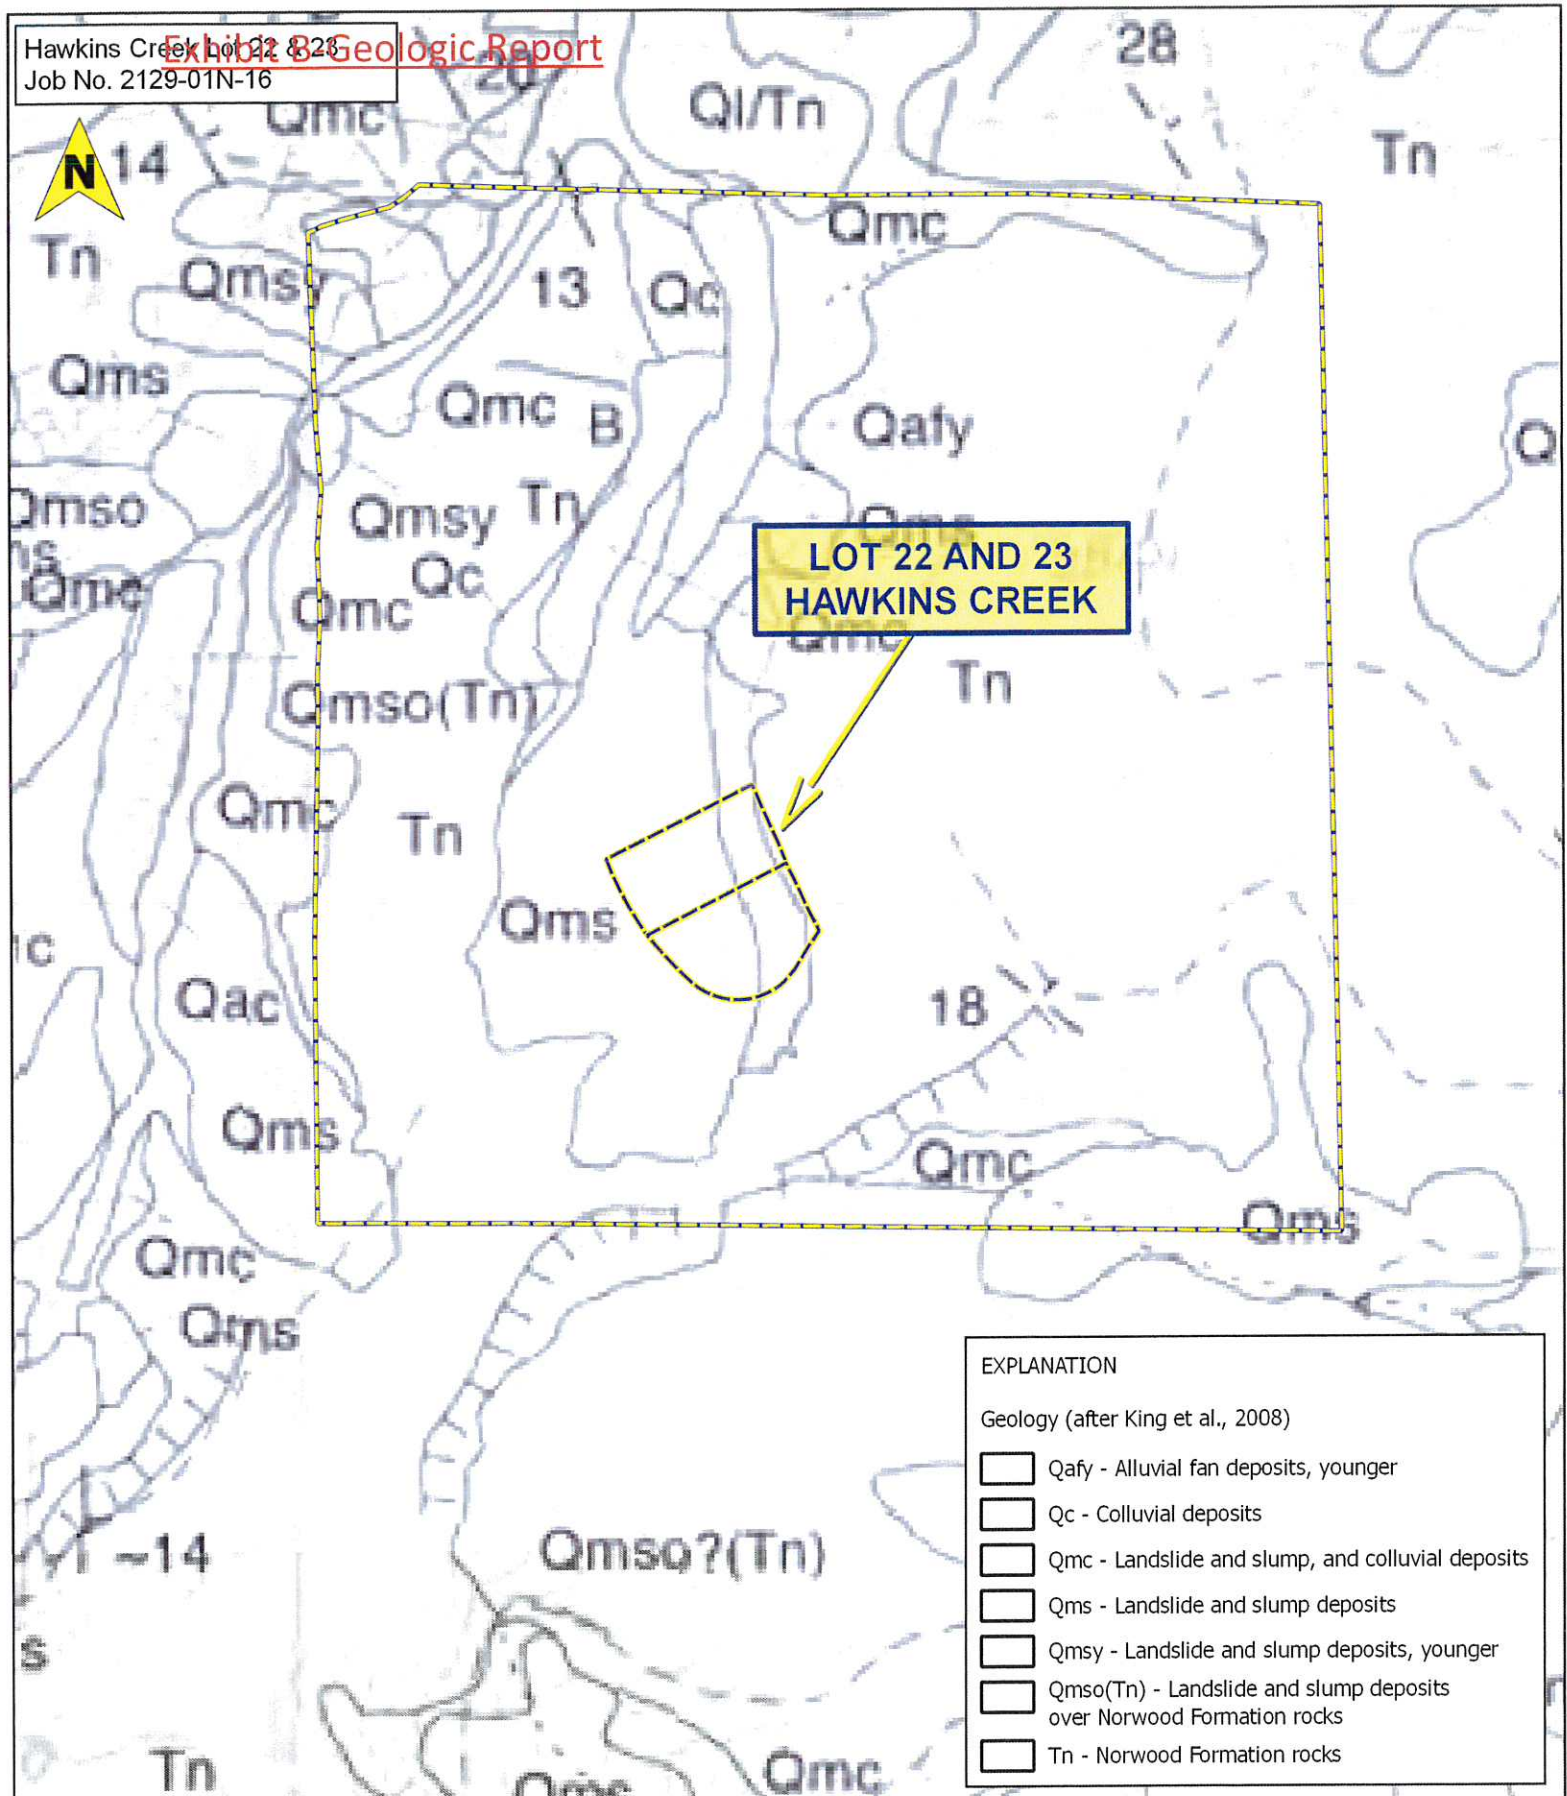 Hawkins Creek Lot 22 & 23
Exhibit B-Geologic Report
Job No. 2129-01N-16
N
14
20
28
Qmc
Ql/Tn
Tn
Tn
Qmsy
13
Qc
Qmc
Qms
Qmc
B
Qafy
Q
Qmso
Qmsy
Tn
Qms
LOT 22 AND 23
HAWKINS CREEK
Qmc
Qc
Qmc
Qmc
Qmso(Tn)
Tn
Qmc
Tn
Qms
Qac
18
Qms
Qmc
Qmc
Qms
Qms
EXPLANATION
Geology (after King et al., 2008)
Qafy - Alluvial fan deposits, younger
Qc - Colluvial deposits
Qmc - Landslide and slump, and colluvial deposits
Qms - Landslide and slump deposits
Qmsy - Landslide and slump deposits, younger
Qmso(Tn) - Landslide and slump deposits
over Norwood Formation rocks
Tn - Norwood Formation rocks
~14
Qmso?(Tn)
s
Tn
Qms
Qmc